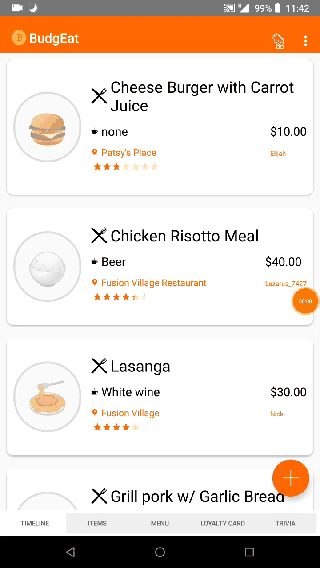 99% 11:42
BudgEat
Cheese Burger with Carrot
Juice
none $10.00
Patsy's Place Elijah
Chicken Risotto Meal
Beer $40.00
Fusion Village Restaurant Lazarus_7427
00:00
Lasanga
White wine $30.00
Fusion Village Nick
Grill pork w/ Garlic Bread
TIMELINE ITEMS MENU LOYALTY CARD TRIVIA